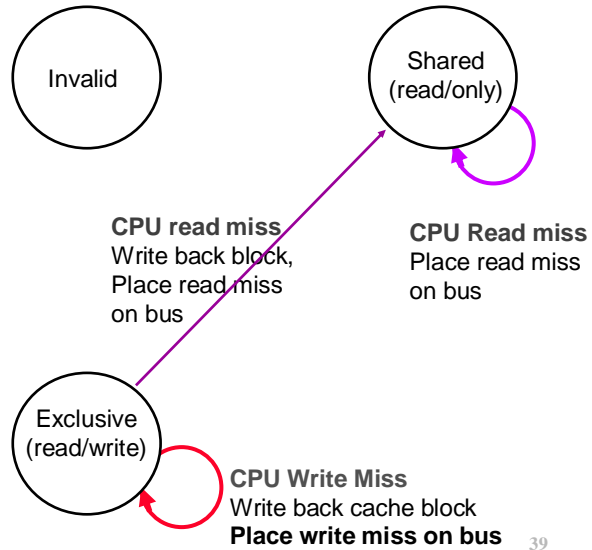 Invalid
Shared
(read/only)
CPU read miss
Write back block,
Place read miss
on bus
CPU Read miss
Place read miss
on bus
Exclusive
(read/write)
CPU Write Miss
Write back cache block
Place write miss on bus
39